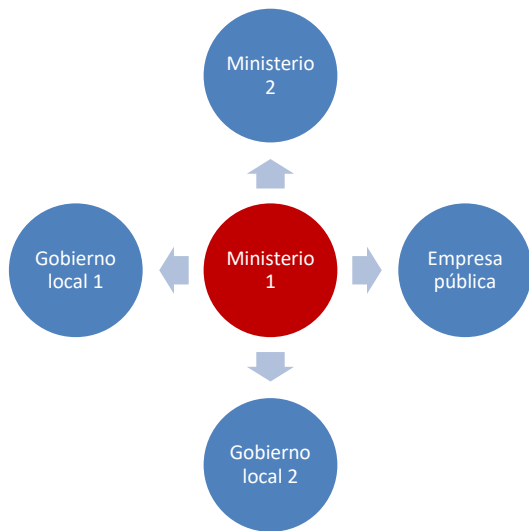 Ministerio
2
Gobierno
local 1
Ministerio
1
Empresa
pública
Gobierno
local 2